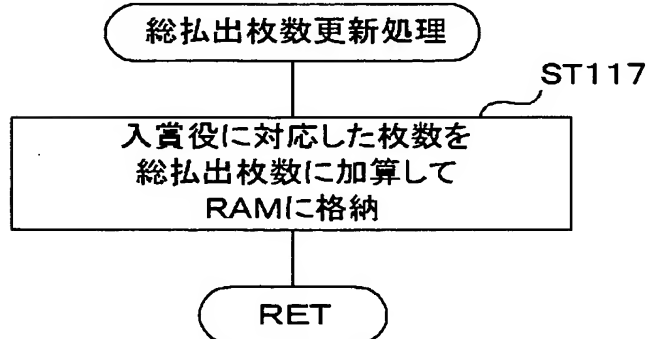 総払出枚数更新処理
ST117
入賞役に対応した枚数を
総払出枚数に加算して
RAMに格納
RET